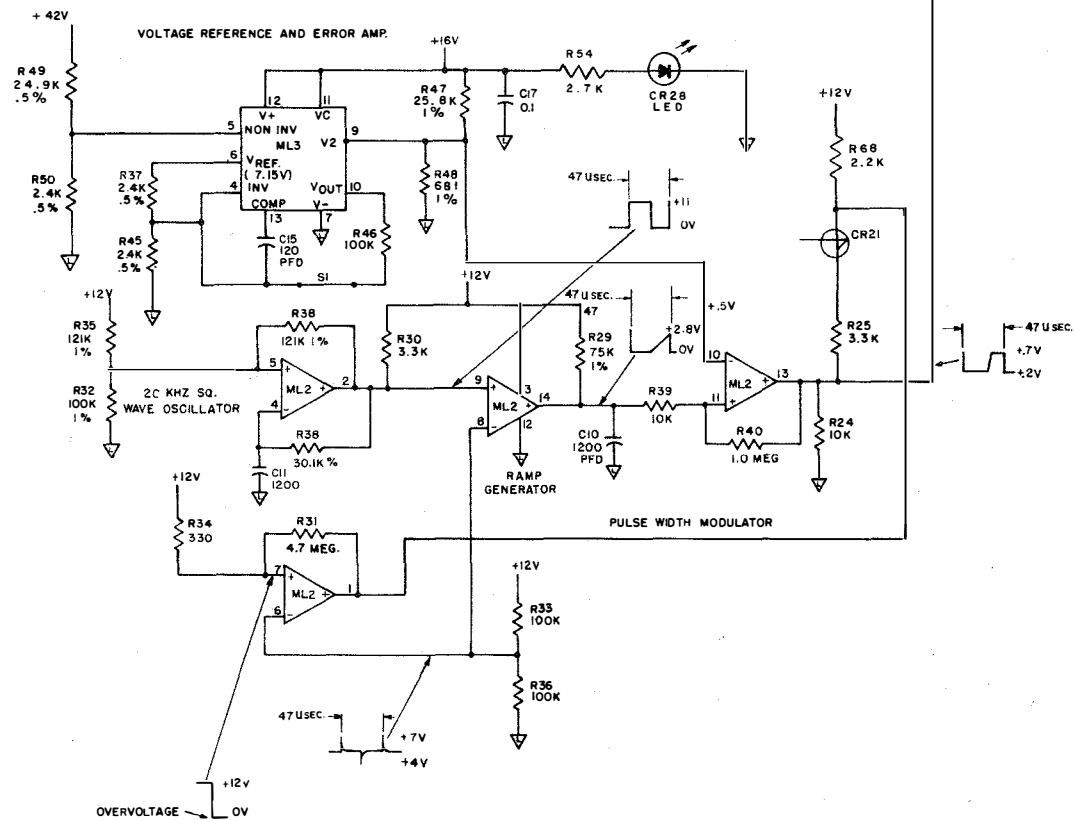 + 42V
VOLTAGE REFERENCE AND ERROR AMP.
R49
24.9K
.5%
R50
2.4K
.5%
+16V
R54
2.7K
CR28
LED
C17
0.1
R47
25.8K
1%
12
V+
11
VC
5
NON INV
ML3
V2
9
6
VREF.
(7.15V)
4
INV
VOUT
10
COMP
V-
13
7
R37
2.4K
.5%
R45
2.4K
.5%
C15
120
PFD
R46
100K
S1
R48
681
1%
+12V
R68
2.2K
CR21
R25
3.3K
47 USEC.
+11
0V
47 USEC.
47
+2.8V
0V
47 USEC.
+.7V
+.2V
+12V
R35
121K
1%
R32
100K
1%
20 KHZ SQ.
WAVE OSCILLATOR
R38
121K 1%
5
+
4
-
ML2
2
R38
30.1K %
C11
1200
+12V
R30
3.3K
9
+
8
-
ML2
3
14
12
RAMP
GENERATOR
R29
75K
1%
C10
1200
PFD
R39
10K
+.5V
10
-
11
+
ML2
13
R40
1.0 MEG
R24
10K
PULSE WIDTH MODULATOR
+12V
R34
330
R31
4.7 MEG.
7
+
6
-
ML2
1
+12V
R33
100K
R36
100K
47 USEC.
+7V
+4V
+12V
OVERVOLTAGE
0V